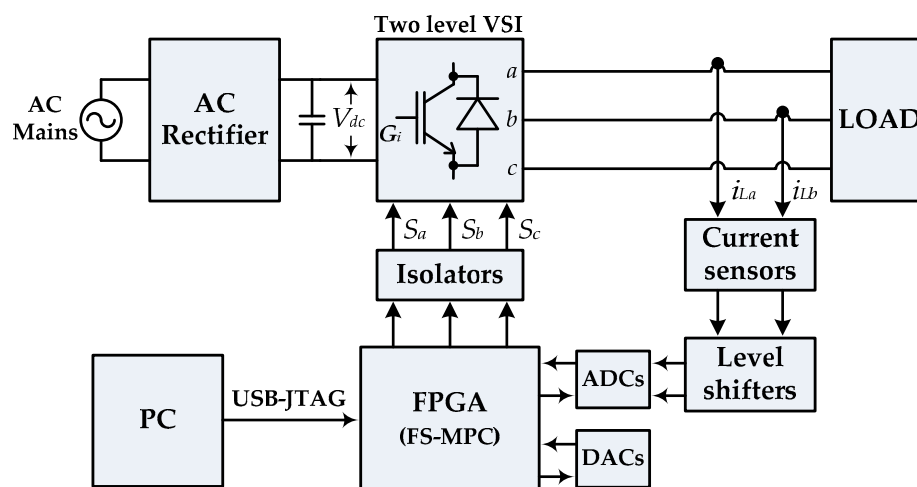 Two level VSI
AC
Mains
AC
Rectifier
Vdc
Gi
a
b
c
LOAD
iLa
iLb
Sa
Sb
Sc
Isolators
Current
sensors
Level
shifters
PC
USB-JTAG
FPGA
(FS-MPC)
ADCs
DACs